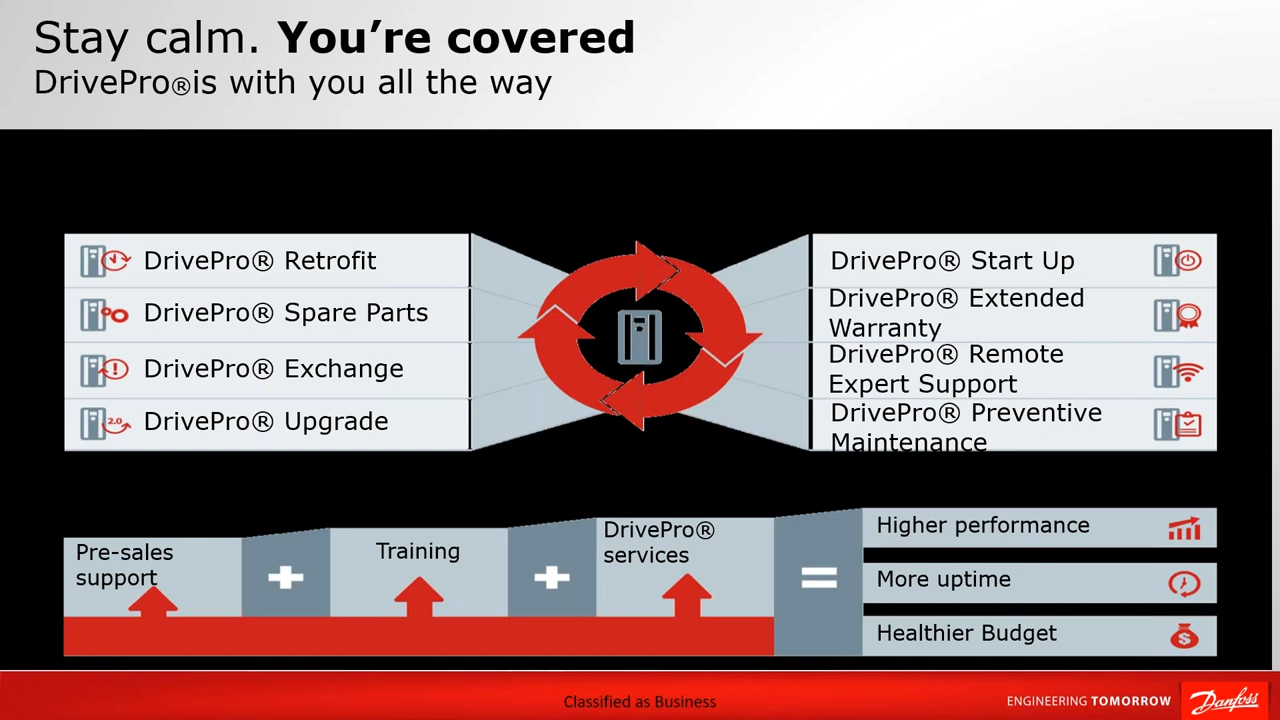 Stay calm. You’re covered
DrivePro®is with you all the way
DrivePro® Retrofit
DrivePro® Spare Parts
DrivePro® Exchange
2.0
DrivePro® Upgrade
DrivePro® Start Up
DrivePro® Extended
Warranty
DrivePro® Remote
Expert Support
DrivePro® Preventive
Maintenance
Pre-sales
support
+
Training
+
DrivePro®
services
=
Higher performance
More uptime
$
Healthier Budget
Classified as Business
ENGINEERING TOMORROW
Danfoss